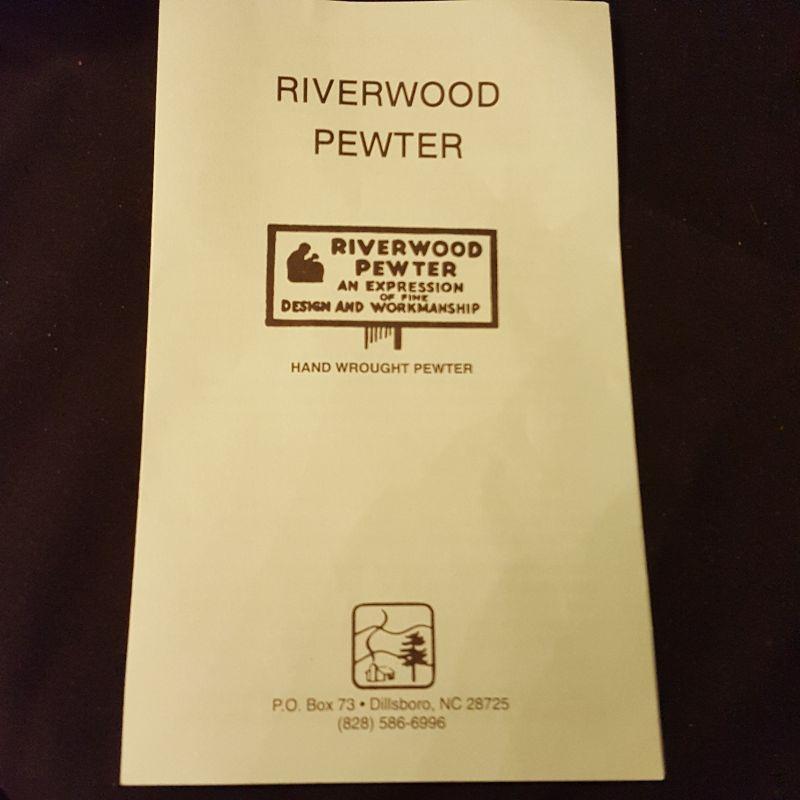 RIVERWOOD
PEWTER
RIVERWOOD
PEWTER
AN EXPRESSION
OF FINE
DESIGN AND WORKMANSHIP
HAND WROUGHT PEWTER
P.O. Box 73 • Dillsboro, NC 28725
(828) 586-6996